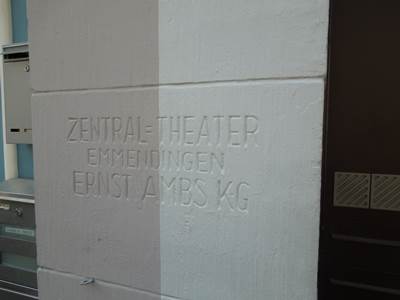 ZENTRAL=THEATER
EMMENDINGEN
ERNST AMBS KG